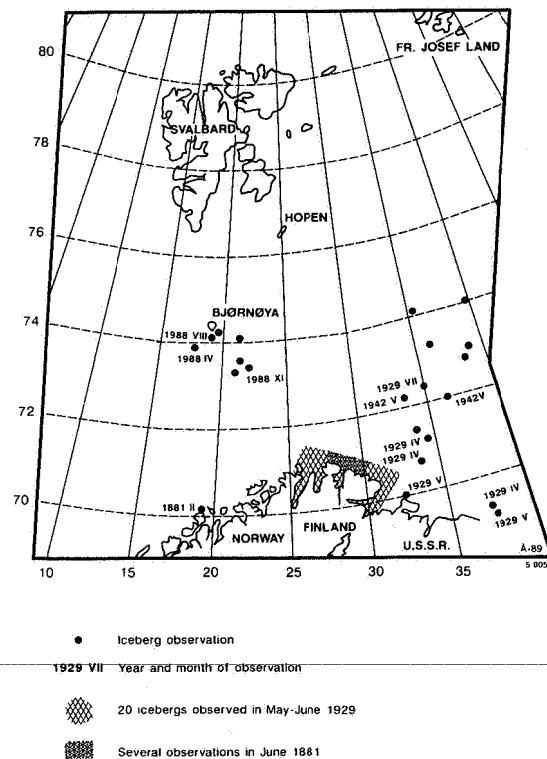 80
FR. JOSEF LAND
78
SVALBARD
76
HOPEN
74
BJØRNØYA
1988 VIII
1988 IV
1988 XI
1929 VII
1942 V
1942V
72
1929 IV
1929 IV
1929 V
1929 IV
1929 V
70
1881 II
NORWAY
FINLAND
U.S.S.R.
A-89
5 005
10
15
20
25
30
35
Iceberg observation
1929 VII Year and month of observation
20 icebergs observed in May-June 1929
Several observations in June 1881